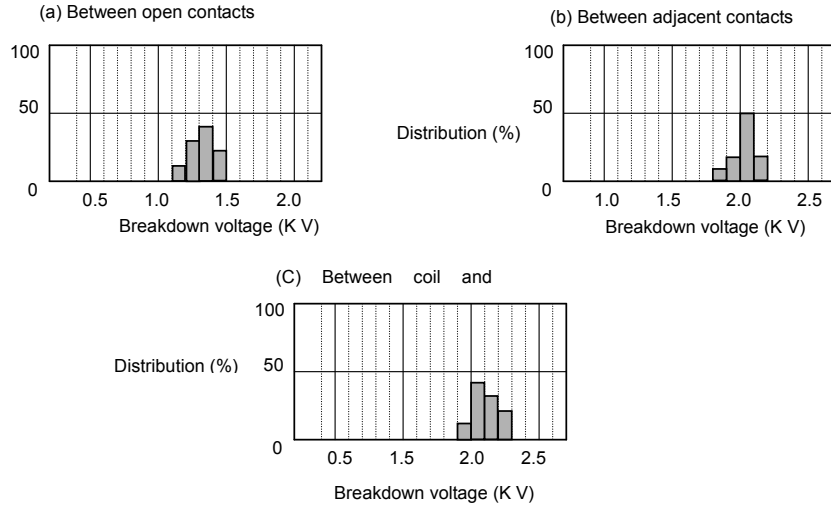 (a) Between open contacts
100
50
0
0.5 1.0 1.5 2.0
Breakdown voltage (K V)
(b) Between adjacent contacts
100
50
Distribution (%)
0
1.0 1.5 2.0 2.5
Breakdown voltage (K V)
(C) Between coil and
100
Distribution (%)
50
0
0.5 1.5 2.0 2.5
Breakdown voltage (K V)